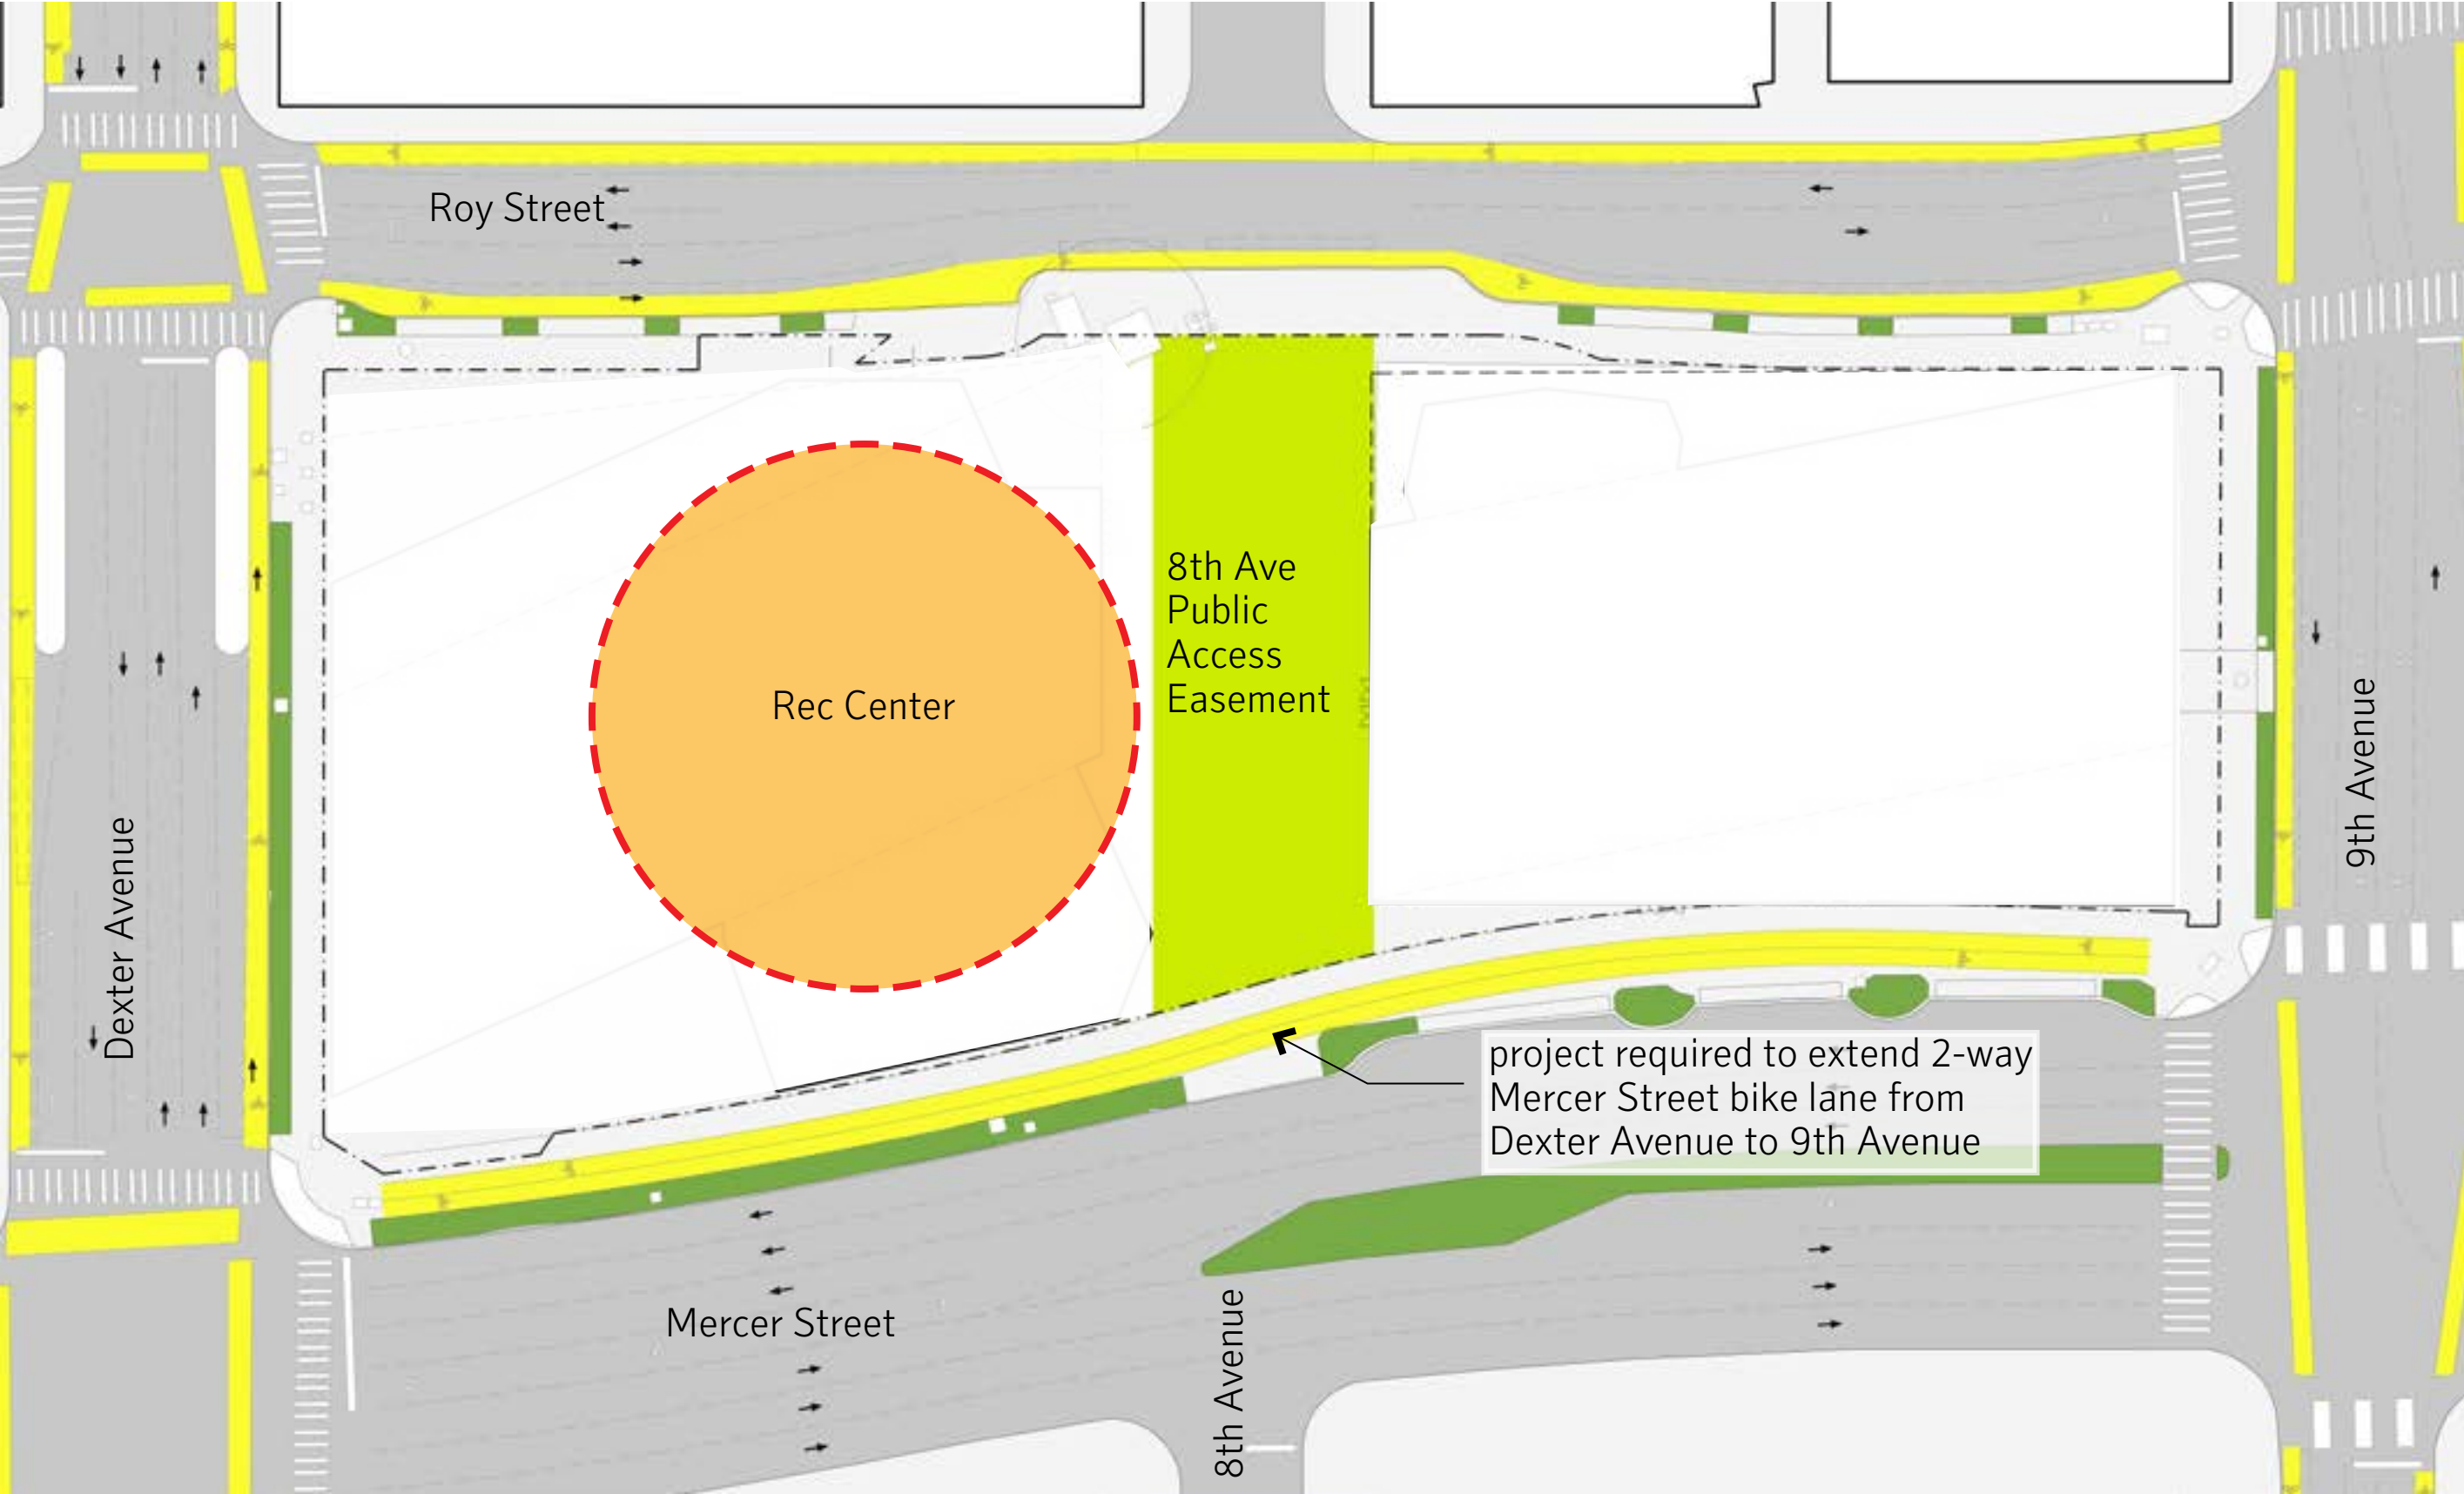 Roy Street
8th Ave
Public
Access
Easement
Rec Center
9th Avenue
Dexter Avenue
project required to extend 2-way
Mercer Street bike lane from
Dexter Avenue to 9th Avenue
Mercer Street
8th Avenue